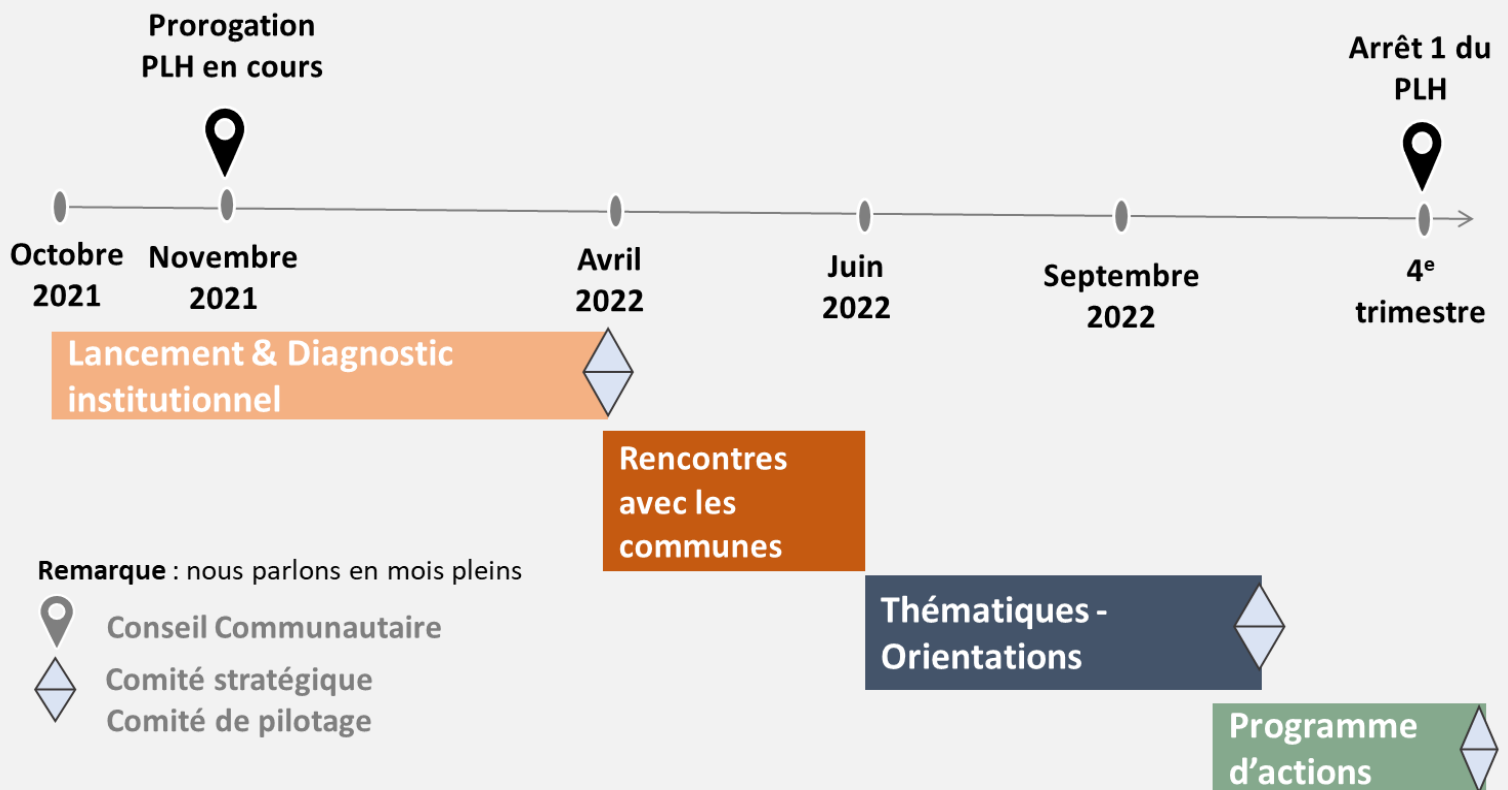 Prorogation
PLH en cours
Arrêt 1 du
PLH
Octobre
2021
Novembre
2021
Avril
2022
Juin
2022
Septembre
2022
4e
trimestre
Lancement & Diagnostic
institutionnel
Rencontres
avec les
communes
Remarque : nous parlons en mois pleins
Conseil Communautaire
Comité stratégique
Comité de pilotage
Thématiques -
Orientations
Programme
d’actions